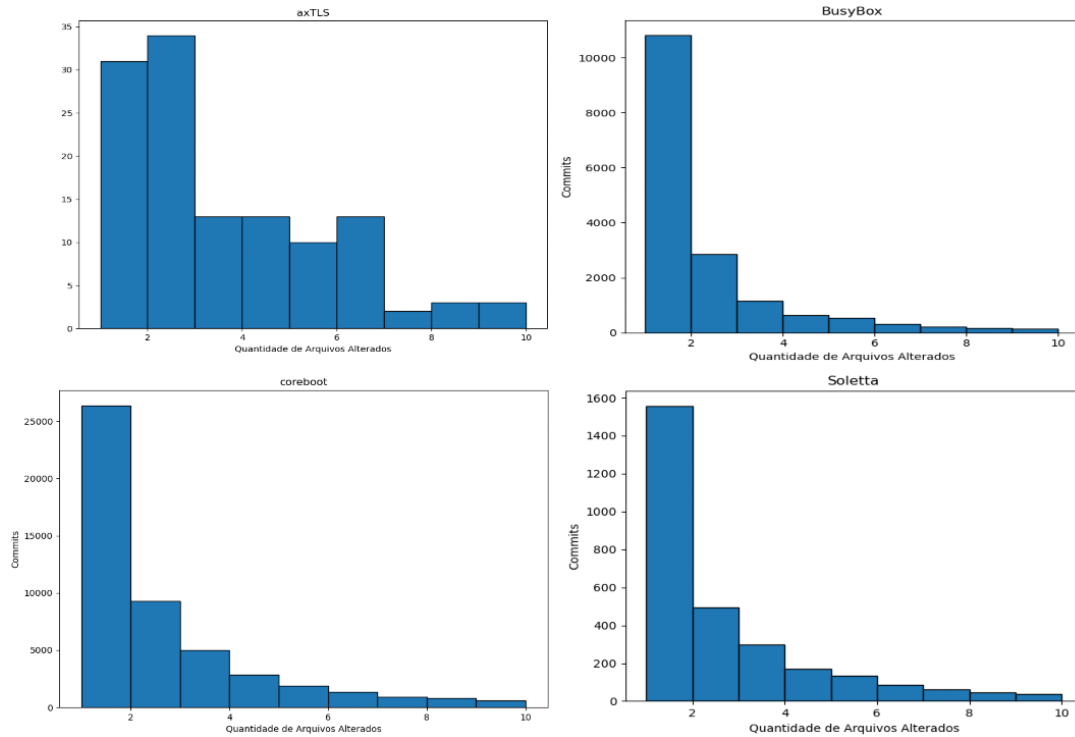 axTLS
35
30
25
20
15
10
5
0
2 4 6 8 10
Quantidade de Arquivos Alterados
BusyBox
10000
8000
6000
4000
2000
0
Commits
2 4 6 8 10
Quantidade de Arquivos Alterados
coreboot
25000
20000
15000
10000
5000
0
Commits
2 4 6 8 10
Quantidade de Arquivos Alterados
Soletta
1600
1400
1200
1000
800
600
400
200
0
Commits
2 4 6 8 10
Quantidade de Arquivos Alterados